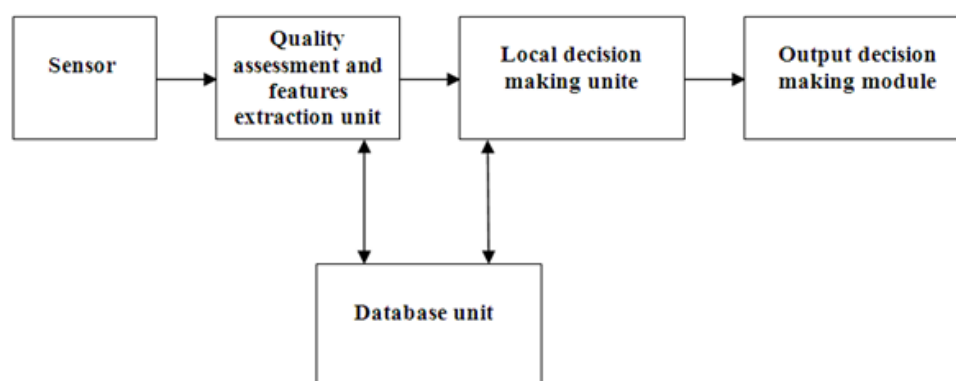 Sensor
Quality
assessment and
features
extraction unit
Local decision
making unite
Output decision
making module
Database unit